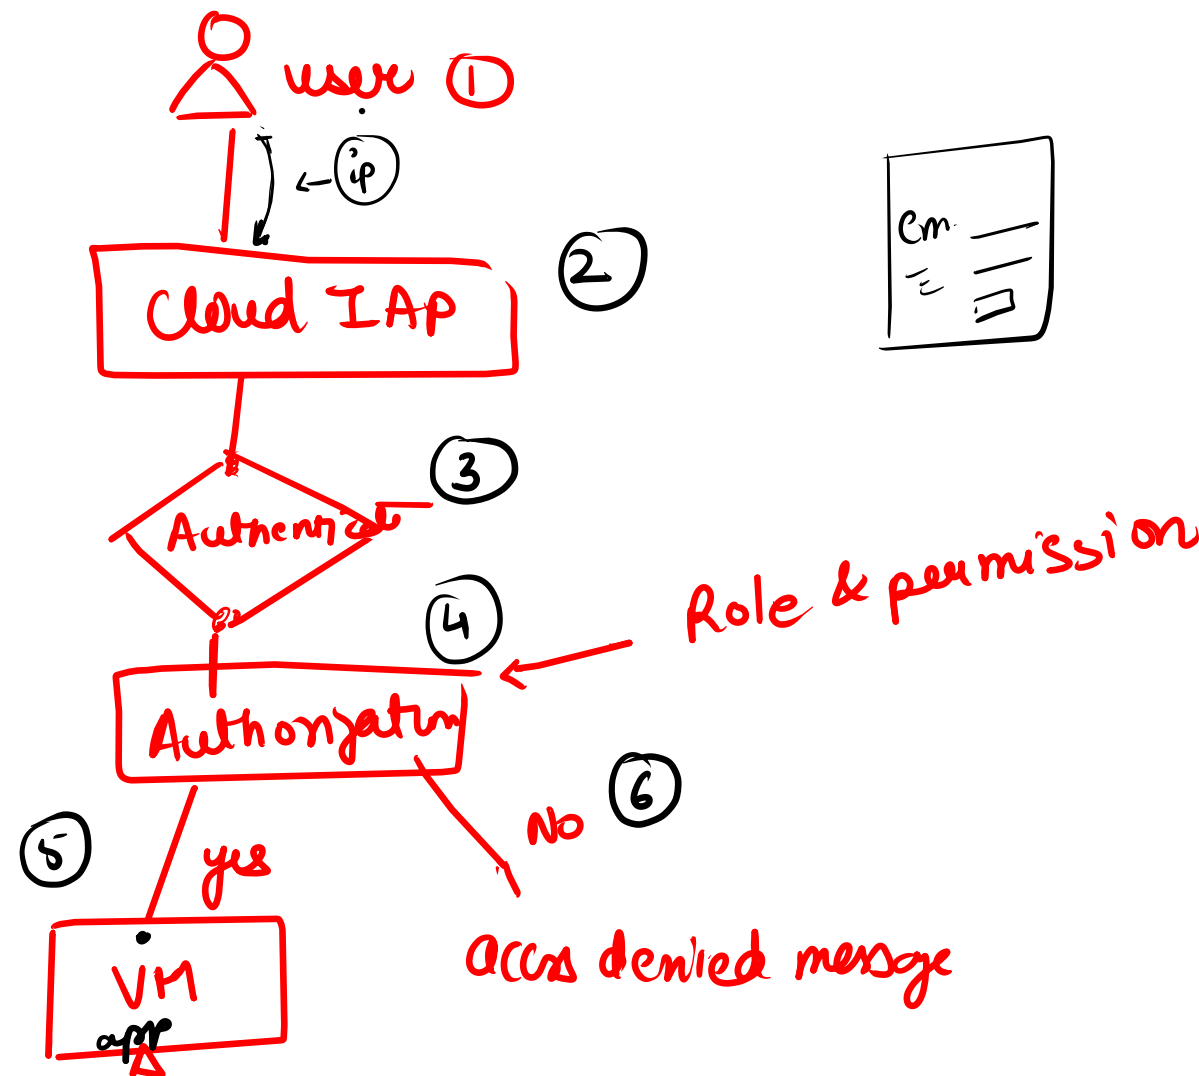 user 1
ip
2
Cloud IAP
em.
3
Authenticate
4
Role & permission
Authorization
6
No
5
yes
access denied message
VM
app